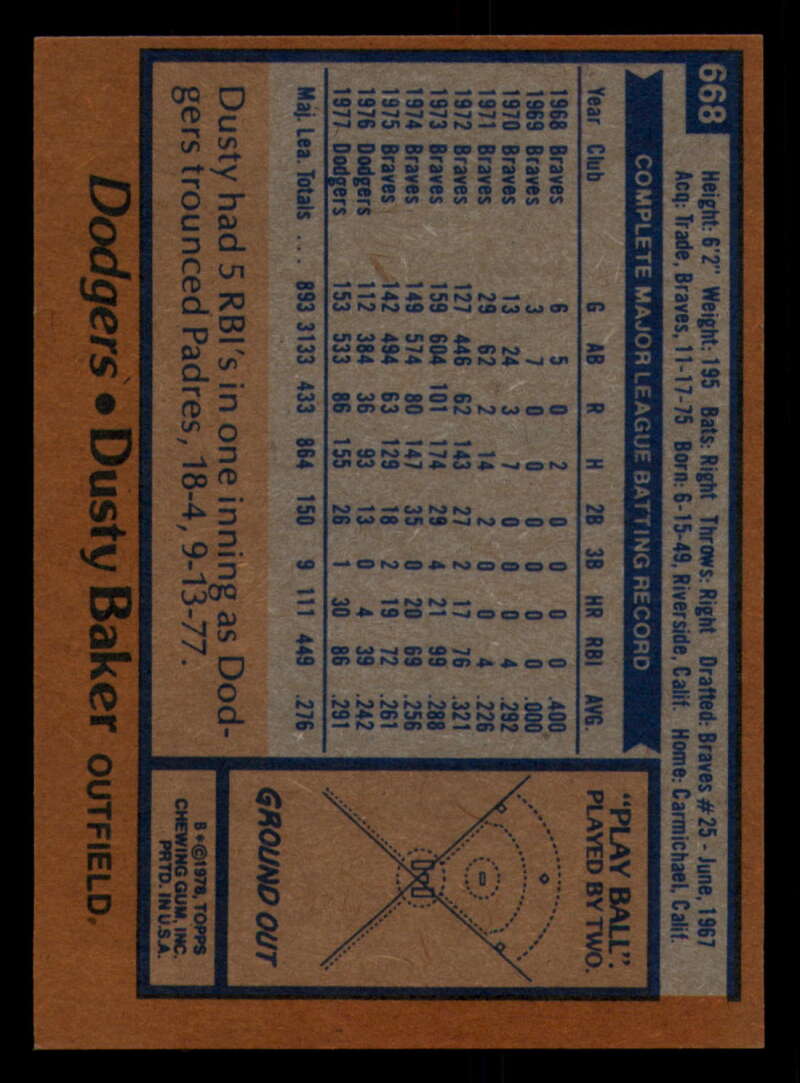 668
Height: 6'2" Weight: 195 Bats: Right Throws: Right Drafted: Braves # 25 - June, 1967
Acq: Trade, Braves, 11-17-75 Born: 6-15-49, Riverside, Calif. Home: Carmichael, Calif.
COMPLETE MAJOR LEAGUE BATTING RECORD
Year Club G AB R H 2B 3B HR RBI AVG.
1968 Braves 6 5 0 2 0 0 0 0 .400
1969 Braves 3 7 0 0 0 0 0 0 .000
1970 Braves 13 24 3 7 0 0 0 4 .292
1971 Braves 29 62 2 14 2 0 0 4 .226
1972 Braves 127 446 62 143 27 2 17 76 .321
1973 Braves 159 604 101 174 29 4 21 99 .288
1974 Braves 149 574 80 147 35 0 20 69 .256
1975 Braves 142 494 63 129 18 2 19 72 .261
1976 Dodgers 112 384 36 93 13 0 4 39 .242
1977 Dodgers 153 533 86 155 26 1 30 86 .291
Maj. Lea. Totals ... 893 3133 433 864 150 9 111 449 .276
Dusty had 5 RBI's in one inning as Dod-
gers trounced Padres, 18-4, 9-13-77.
"PLAY BALL"
PLAYED BY TWO.
GROUND OUT
B * © 1978, TOPPS
CHEWING GUM, INC.
PRTD. IN U.S.A.
Dodgers • Dusty Baker OUTFIELD.